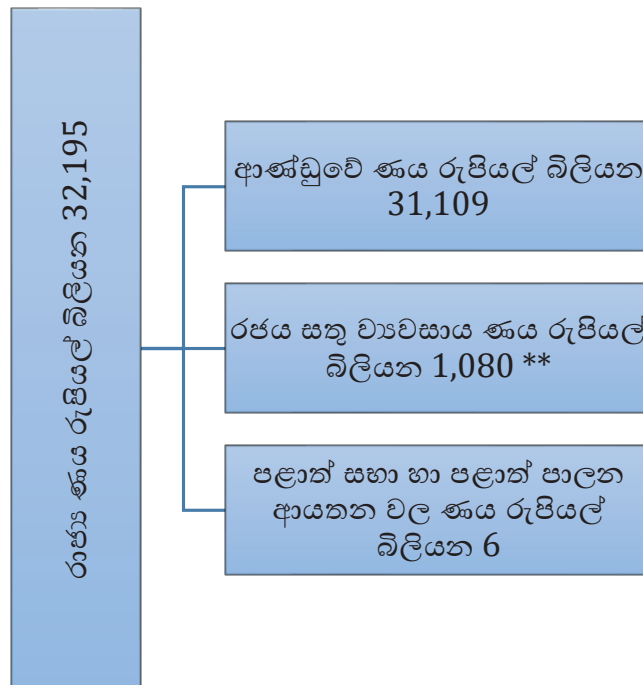 රාජ්‍ය ණය රුපියල් බිලියන 32,195
ආණ්ඩුවේ ණය රුපියල් බිලියන
31,109
රජය සතු ව්‍යවසාය ණය රුපියල්
බිලියන 1,080 **
පළාත් සභා හා පළාත් පාලන
ආයතන වල ණය රුපියල්
බිලියන 6